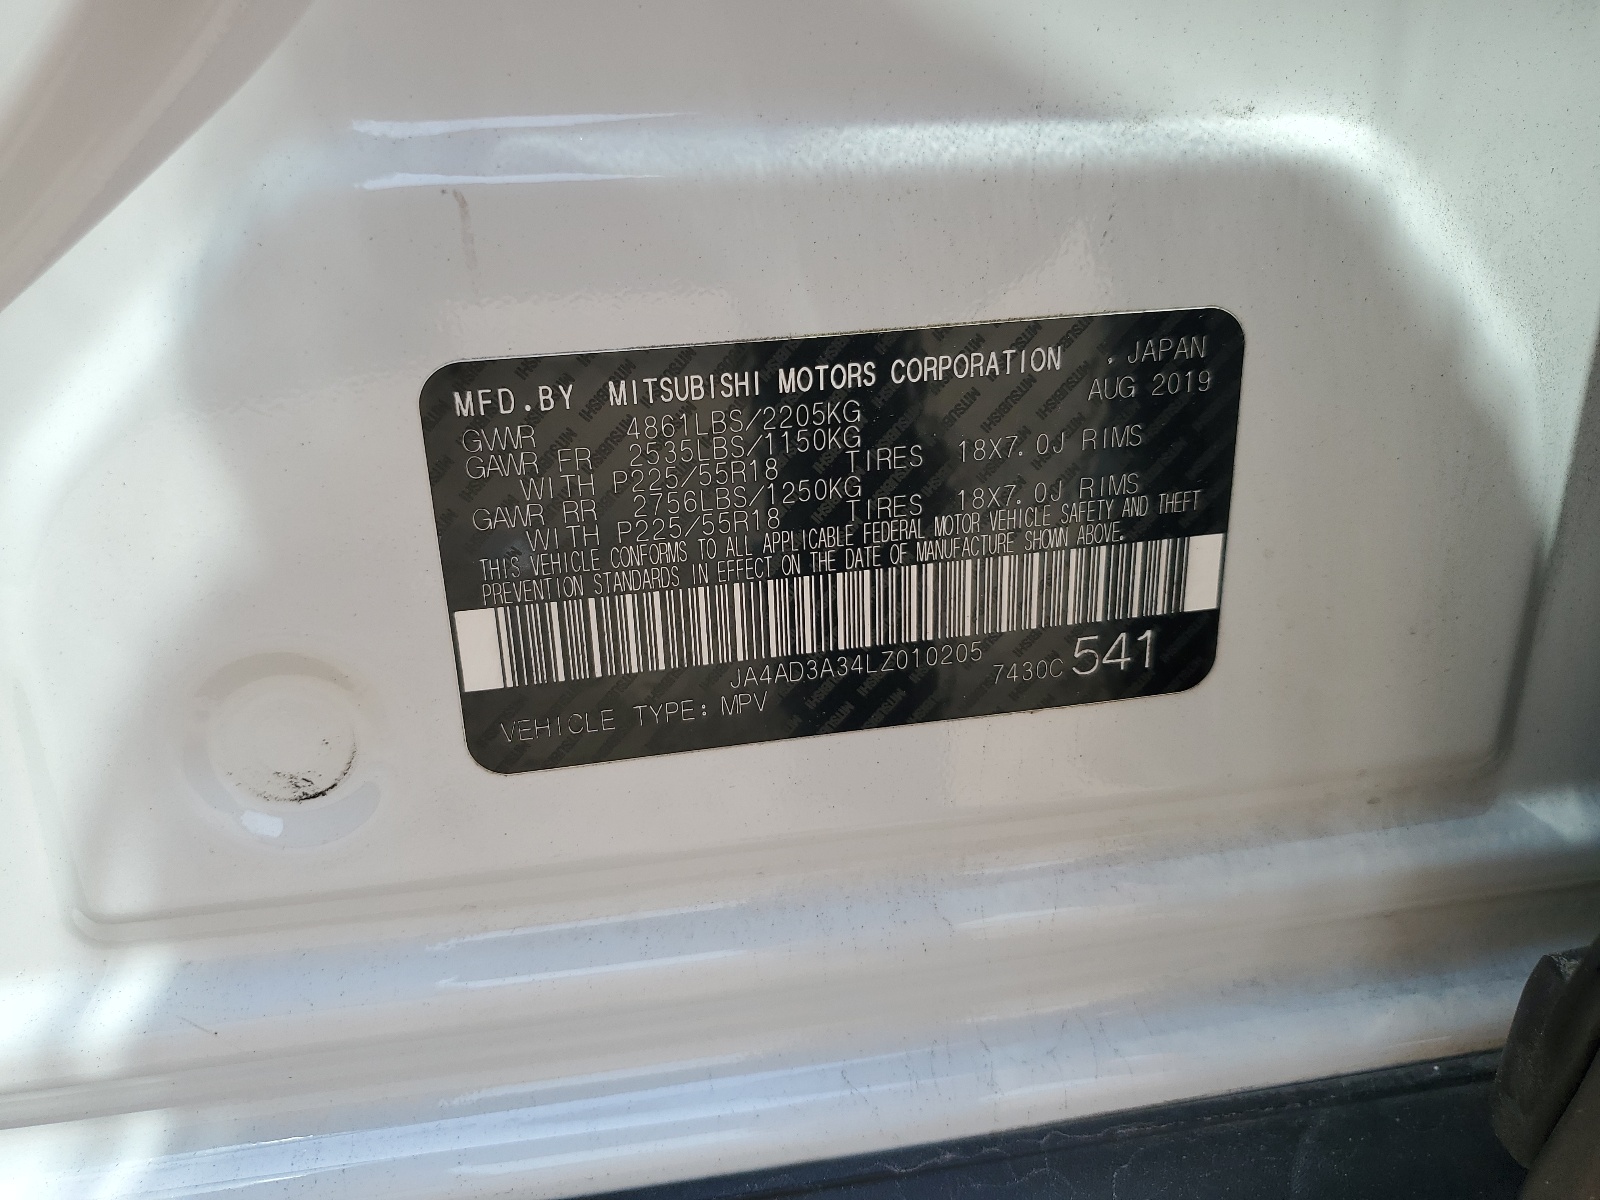 MFD.BY MITSUBISHI MOTORS CORPORATION . JAPAN
AUG 2019
GVWR 4861LBS/2205KG
GAWR FR 2535LBS/1150KG
WITH P225/55R18 TIRES 18X7.0J RIMS
GAWR RR 2756LBS/1250KG
WITH P225/55R18 TIRES 18X7.0J RIMS
THIS VEHICLE CONFORMS TO ALL APPLICABLE FEDERAL MOTOR VEHICLE SAFETY AND THEFT
PREVENTION STANDARDS IN EFFECT ON THE DATE OF MANUFACTURE SHOWN ABOVE.
JA4AD3A34LZ010205 7430C 541
VEHICLE TYPE: MPV